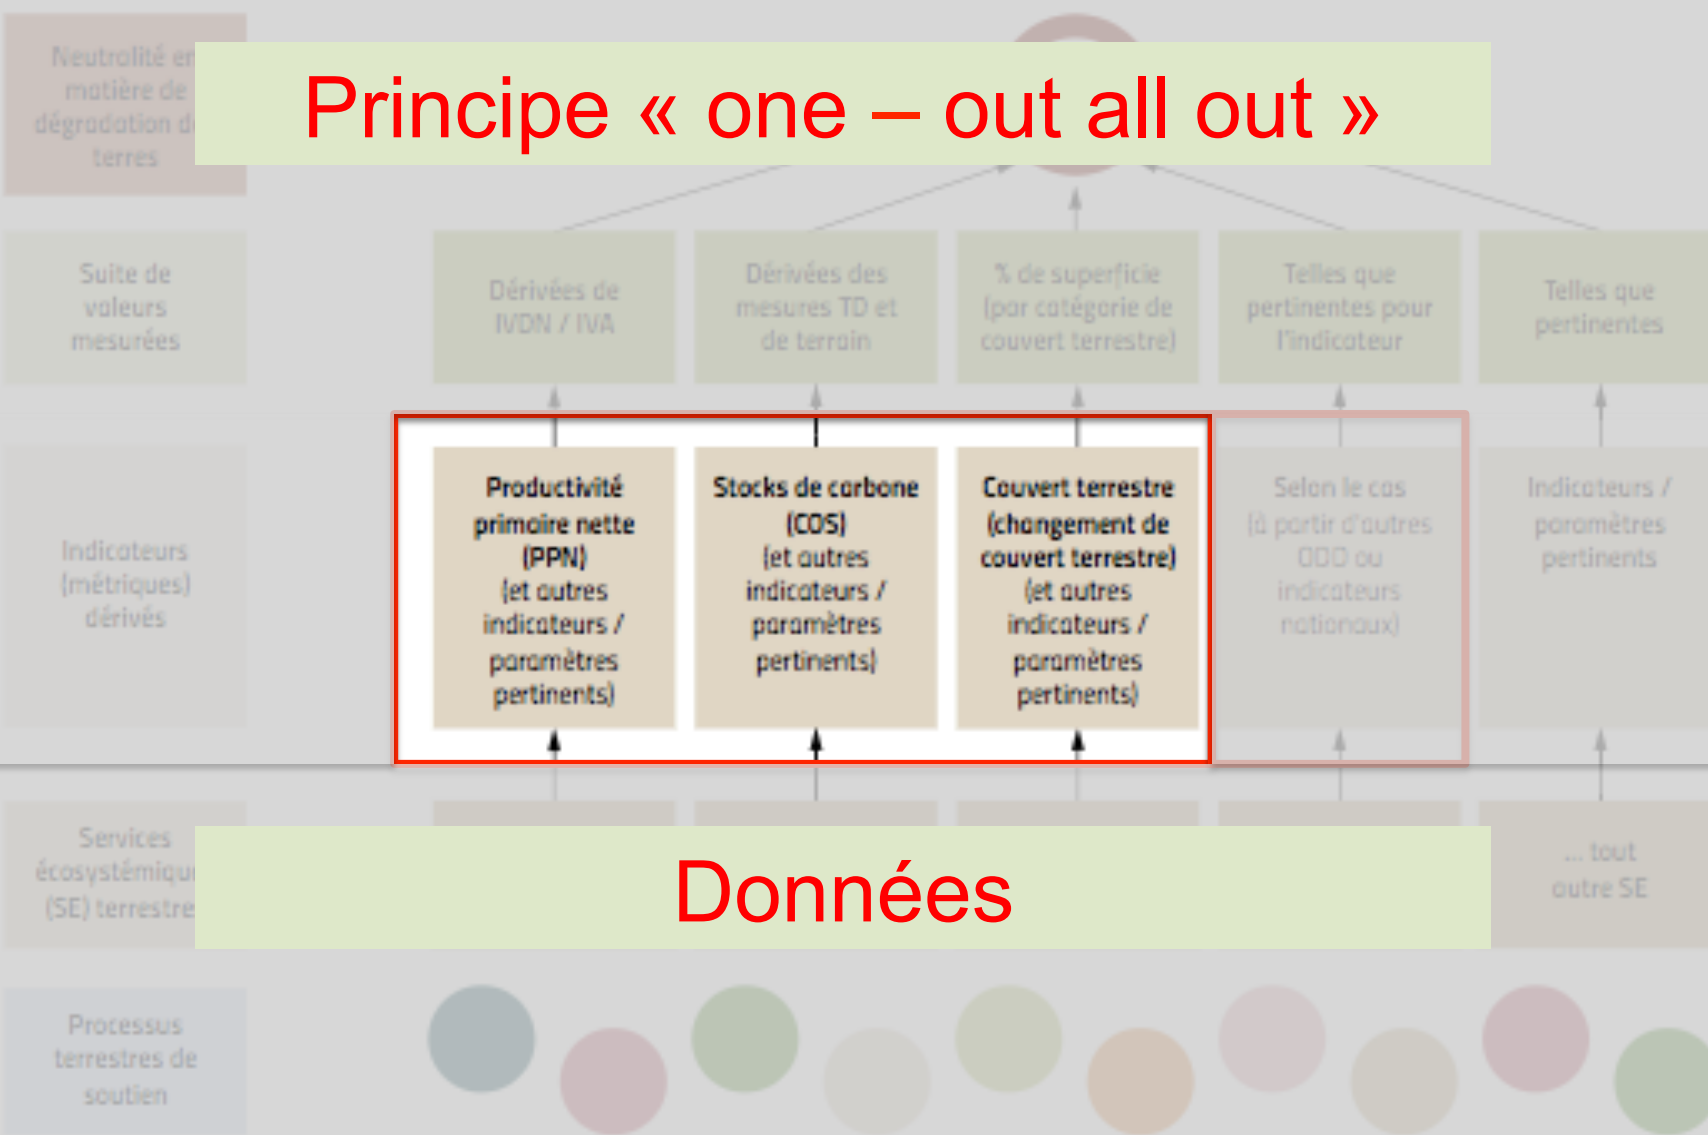 Neutralité en
matière de
dégradation
terres
Principe « one – out all out »
Suite de
valeurs
mesurées
Dérivées de
IVDN / IVA
Dérivées des
mesures TD et
de terrain
% de superficie
(par catégorie de
couvert terrestre)
Telles que
pertinentes pour
l'indicateur
Telles que
pertinentes
Indicateurs
(métriques)
dérivés
Productivité
primaire nette
(PPN)
(et autres
indicateurs /
paramètres
pertinents)
Stocks de carbone
(COS)
(et autres
indicateurs /
paramètres
pertinents)
Couvert terrestre
(changement de
couvert terrestre)
(et autres
indicateurs /
paramètres
pertinents)
Selon le cas
(à partir d'autres
ODD ou
indicateurs
nationaux)
Indicateurs /
paramètres
pertinents
Services
écosystémiqu
(SE) terrestre
Données
... tout
autre SE
Processus
terrestres de
soutien